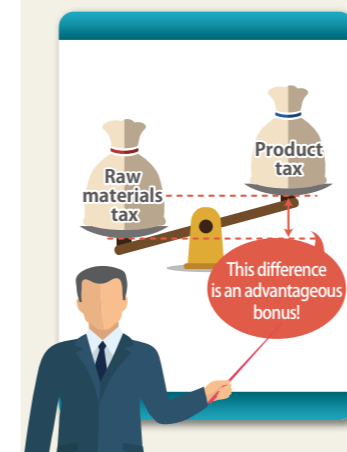 Raw
materials
tax
Product
tax
This difference
is an advantageous
bonus!